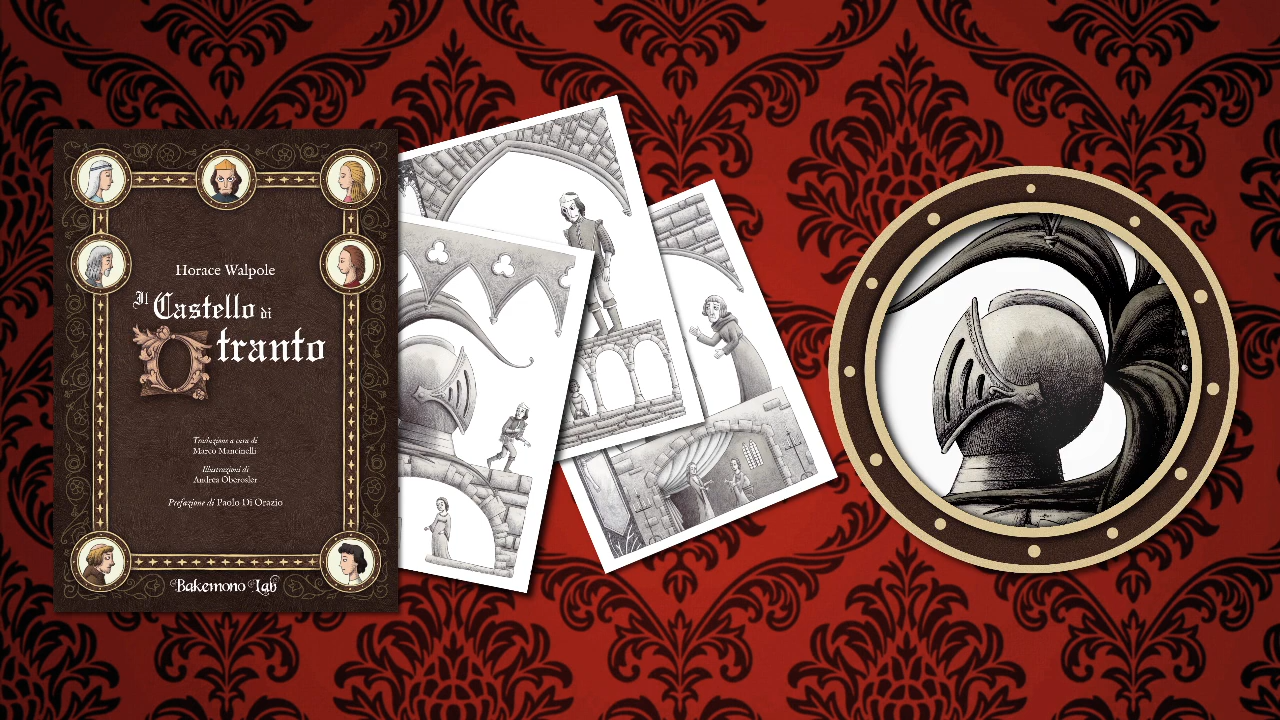 Horace Walpole
Il Castello di
Otranto
Traduzione a cura di
Marco Mancinelli
Illustrazioni di
Andrea Oberosler
Prefazione di Paolo Di Orazio
Bakemono Lab